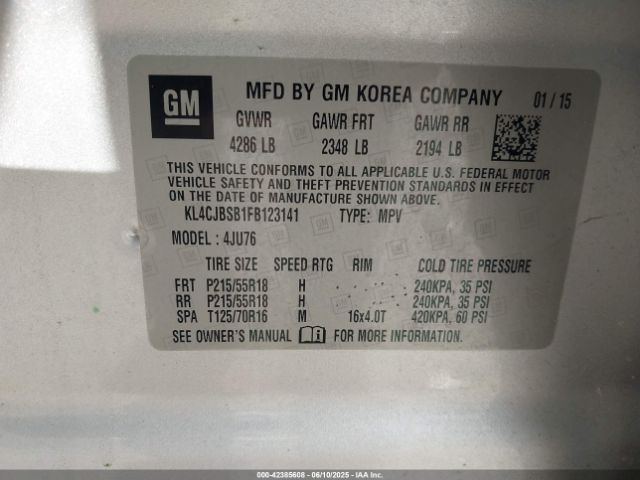 GM
MFD BY GM KOREA COMPANY 01 / 15
GVWR GAWR FRT GAWR RR
4286 LB 2348 LB 2194 LB
THIS VEHICLE CONFORMS TO ALL APPLICABLE U.S. FEDERAL MOTOR
VEHICLE SAFETY AND THEFT PREVENTION STANDARDS IN EFFECT
ON THE DATE OF MANUFACTURE SHOWN ABOVE.
KL4CJBSB1FB123141 TYPE: MPV
MODEL : 4JU76
TIRE SIZE SPEED RTG RIM COLD TIRE PRESSURE
FRT P215/55R18 H 240KPA, 35 PSI
RR P215/55R18 H 240KPA, 35 PSI
SPA T125/70R16 M 16x4.0T 420KPA, 60 PSI
SEE OWNER'S MANUAL FOR MORE INFORMATION.
000-42385608 - 06/10/2025 - IAAI.COM